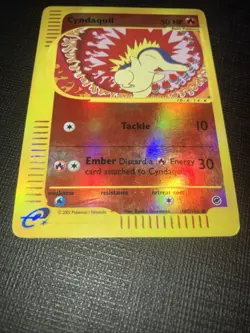 Cyndaquil 50 HP
Tackle 10
Ember Discard a Energy 30
card attached to Cyndaquil
weakness resistance retreat cost
e